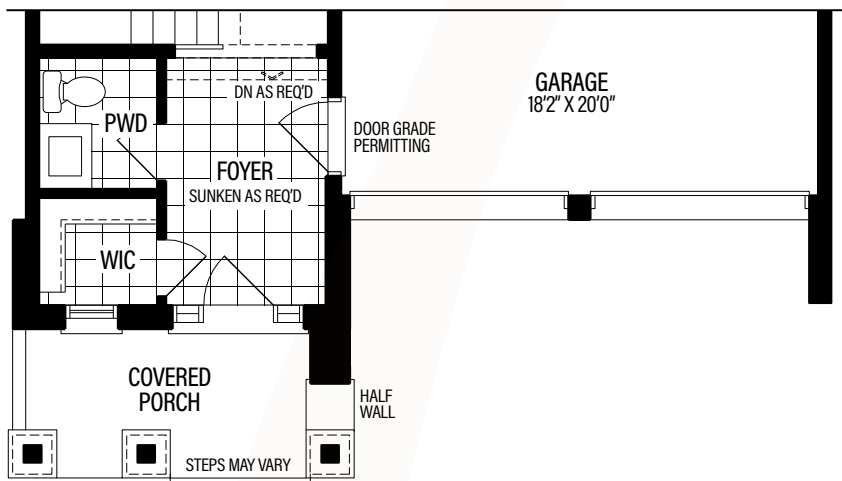 GARAGE
18'2" X 20'0"
DN AS REQ'D
PWD
DOOR GRADE
PERMITTING
FOYER
SUNKEN AS REQ'D
WIC
COVERED
PORCH
HALF
WALL
STEPS MAY VARY